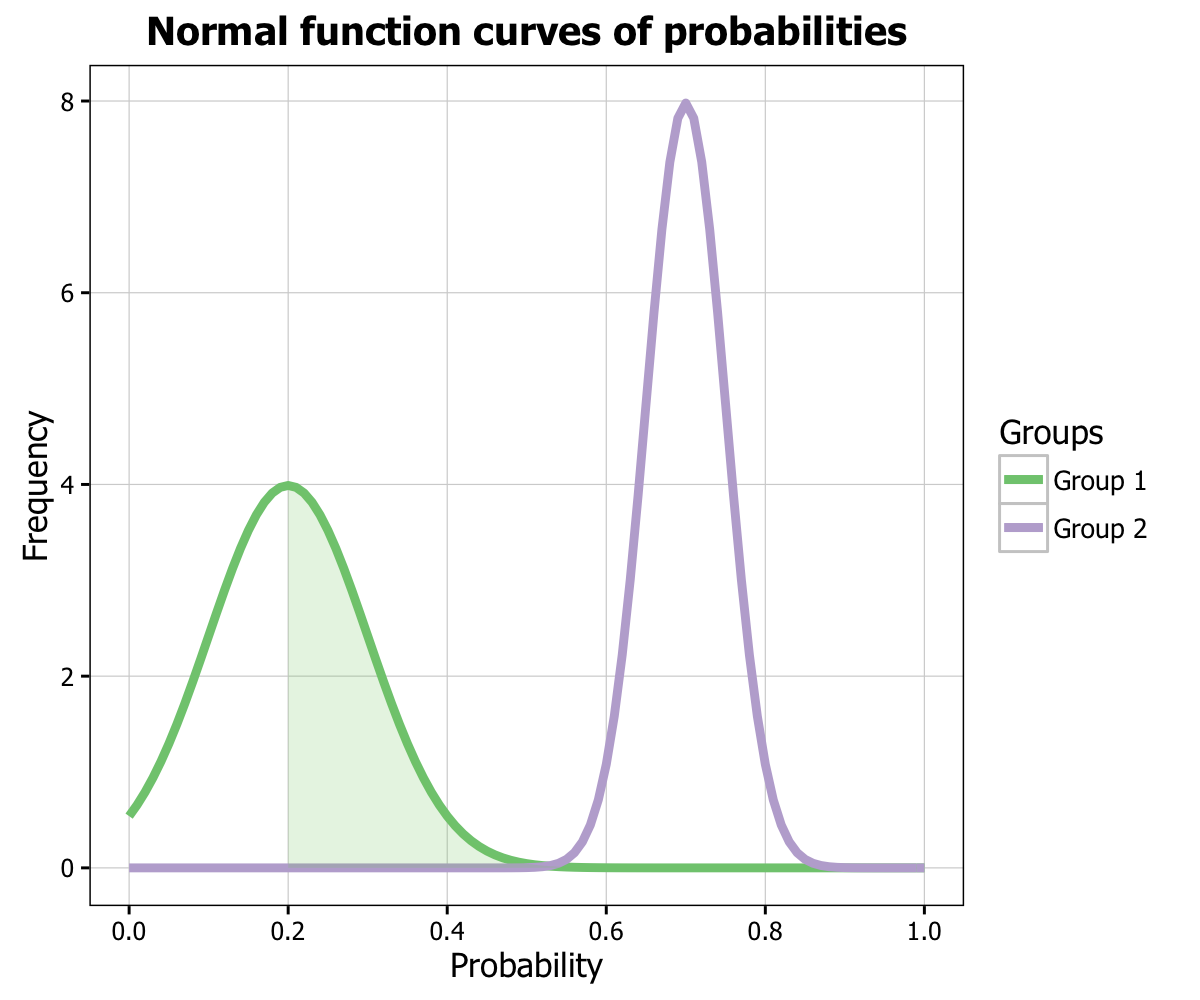 Normal function curves of probabilities
Frequency
8
6
4
2
0
0.0 0.2 0.4 0.6 0.8 1.0
Probability
Groups
Group 1
Group 2